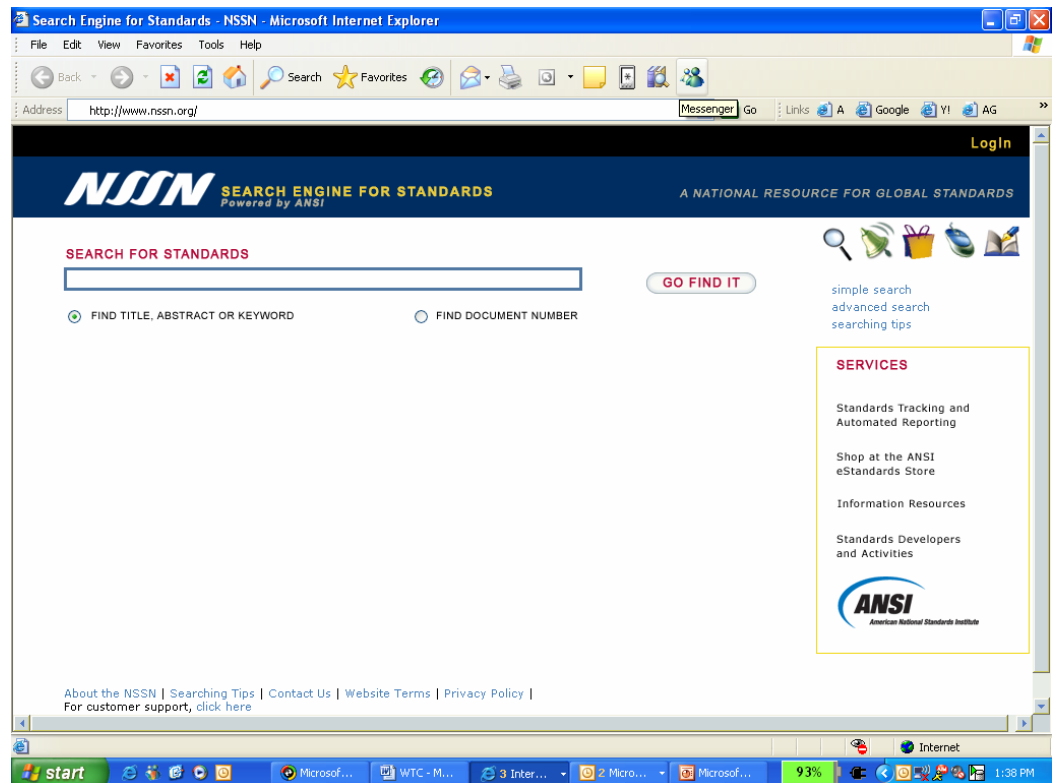 Search Engine for Standards - NSSN - Microsoft Internet Explorer
File Edit View Favorites Tools Help
Back Search Favorites
Address http://www.nssn.org/ Messenger Go Links A Google Y! AG »
LogIn
NSSN SEARCH ENGINE FOR STANDARDS
Powered by ANSI
A NATIONAL RESOURCE FOR GLOBAL STANDARDS
SEARCH FOR STANDARDS
GO FIND IT
FIND TITLE, ABSTRACT OR KEYWORD FIND DOCUMENT NUMBER
simple search
advanced search
searching tips
SERVICES
Standards Tracking and
Automated Reporting
Shop at the ANSI
eStandards Store
Information Resources
Standards Developers
and Activities
ANSI
American National Standards Institute
About the NSSN | Searching Tips | Contact Us | Website Terms | Privacy Policy |
For customer support, click here
Internet
start Microsof... WTC - M... 3 Inter... 2 Micro... Microsof... 93% 1:38 PM